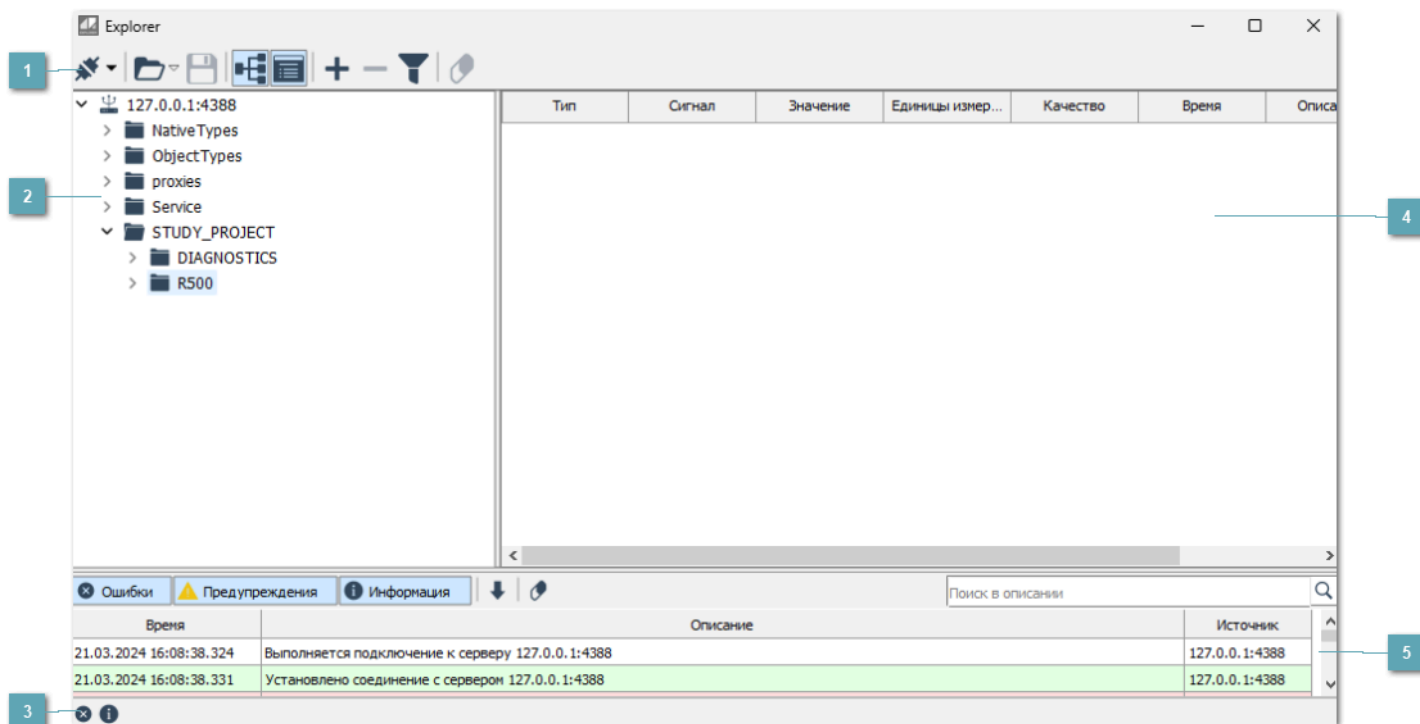 Explorer
1
127.0.0.1:4388
NativeTypes
ObjectTypes
proxies
Service
STUDY_PROJECT
DIAGNOSTICS
R500
2
Тип Сигнал Значение Единицы измер... Качество Время Описа
4
Ошибки Предупреждения Информация Поиск в описании
Время Описание Источник
21.03.2024 16:08:38.324 Выполняется подключение к серверу 127.0.0.1:4388 127.0.0.1:4388
21.03.2024 16:08:38.331 Установлено соединение с сервером 127.0.0.1:4388 127.0.0.1:4388
5
3